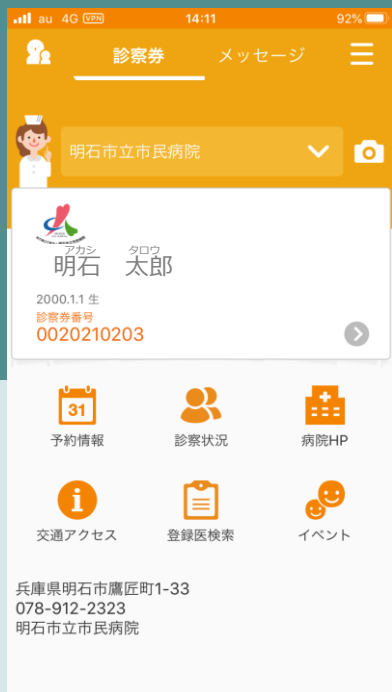 au 4G VPN 14:11 92%
診察券 メッセージ
明石市立市民病院
アカシ タロウ
明石 太郎
2000.1.1 生
診察券番号
0020210203
31
予約情報 診察状況 病院HP
交通アクセス 登録医検索 イベント
兵庫県明石市鷹匠町1-33
078-912-2323
明石市立市民病院